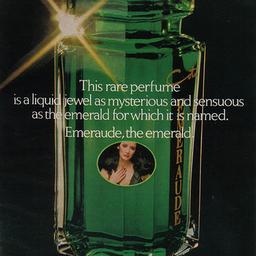 This rare perfume
is a liquid jewel as mysterious and sensuous
as the emerald for which it is named.
Emeraude, the emerald.
EMERAUDE